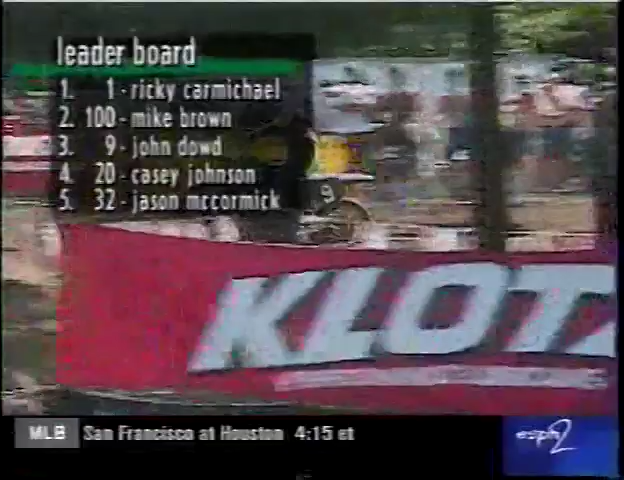 leader board
1. 1 - ricky carmichael
2. 100 - mike brown
3. 9 - john dowd
4. 20 - casey johnson
5. 32 - jason mccormick
9
KLOTZ
MLB San Francisco at Houston 4:15 et
espn2